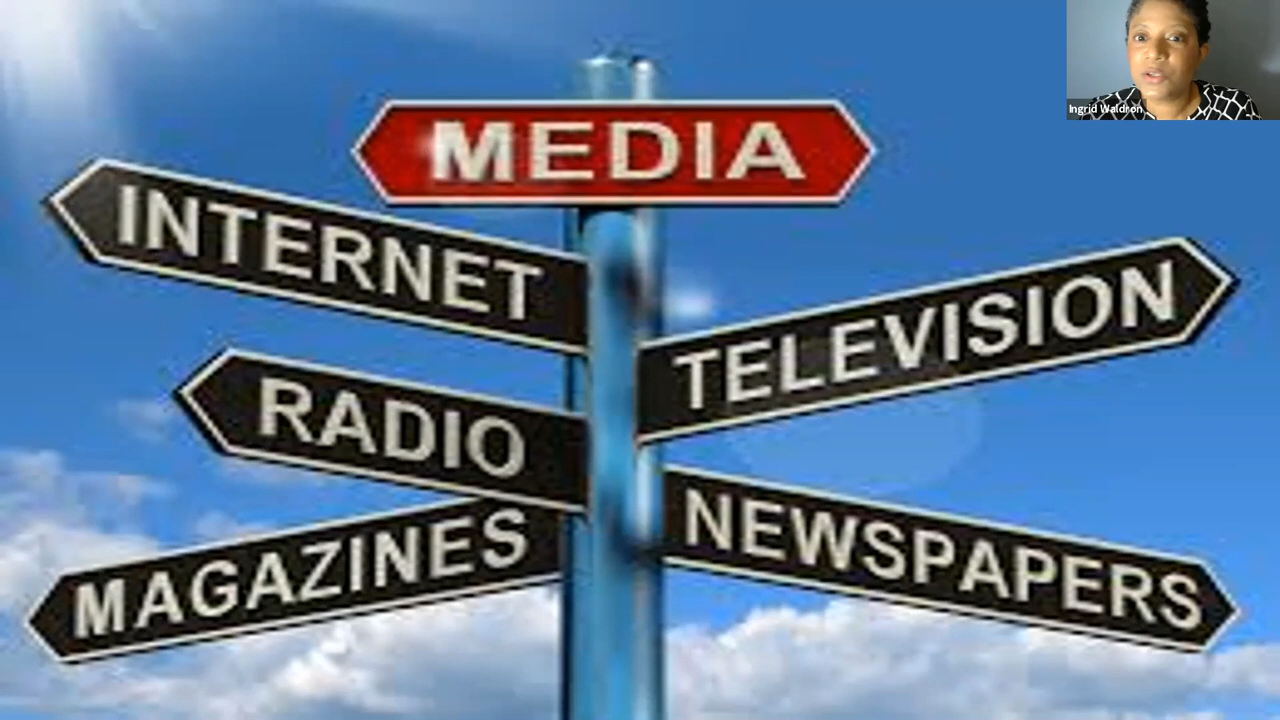 Ingrid Waldron
MEDIA
INTERNET
TELEVISION
RADIO
NEWSPAPERS
MAGAZINES